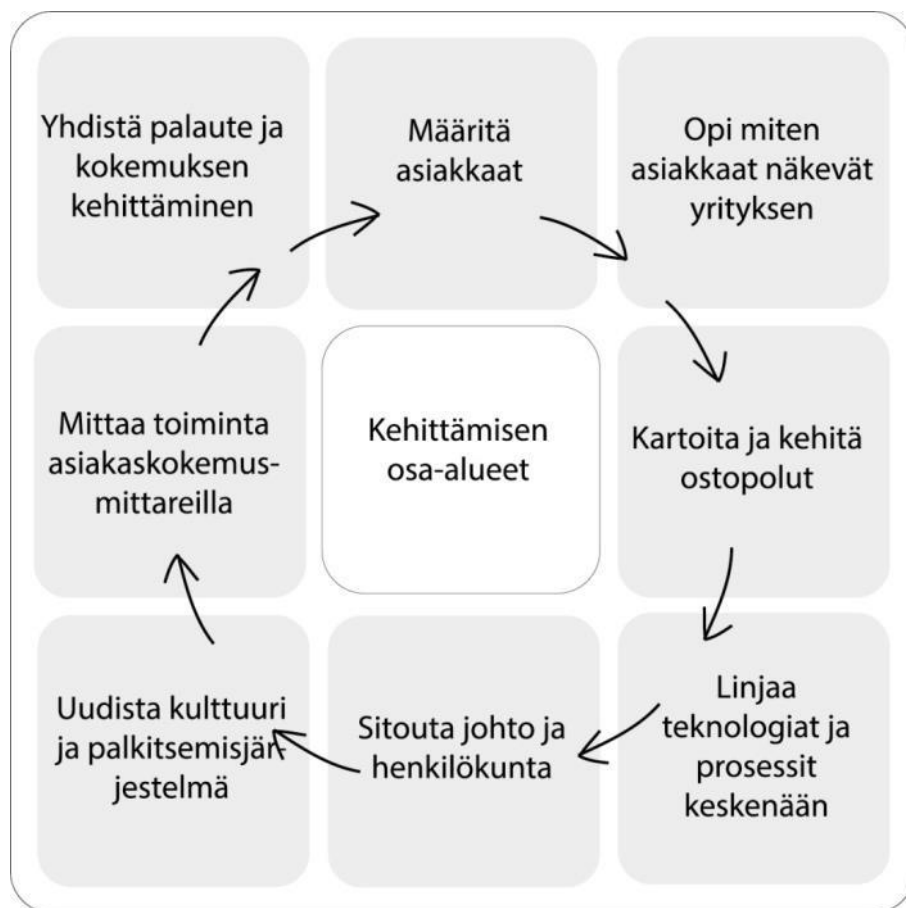 Yhdistä palaute ja
kokemuksen
kehittäminen
Määritä
asiakkaat
Opi miten
asiakkaat näkevät
yrityksen
Mittaa toiminta
asiakaskokemus-
mittareilla
Kehittämisen
osa-alueet
Kartoita ja kehitä
ostopolut
Uudista kulttuuri
ja palkitsemisjär-
jestelmä
Sitouta johto ja
henkilökunta
Linjaa
teknologiat ja
prosessit
keskenään